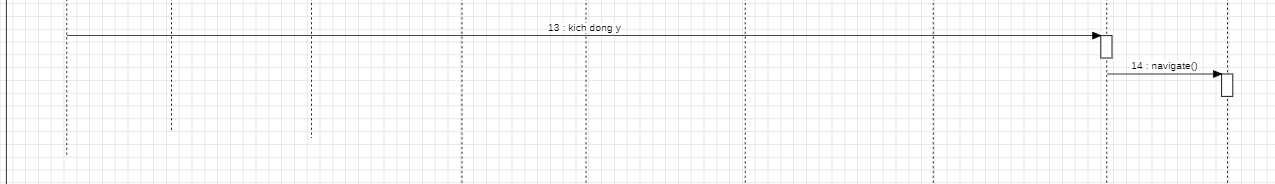 13 : kich dong y
14 : navigate()